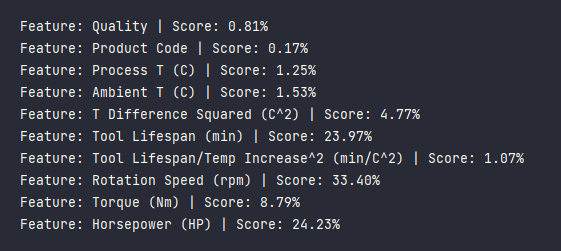 Feature: Quality | Score: 0.81%
Feature: Product Code | Score: 0.17%
Feature: Process T (C) | Score: 1.25%
Feature: Ambient T (C) | Score: 1.53%
Feature: T Difference Squared (C^2) | Score: 4.77%
Feature: Tool Lifespan (min) | Score: 23.97%
Feature: Tool Lifespan/Temp Increase^2 (min/C^2) | Score: 1.07%
Feature: Rotation Speed (rpm) | Score: 33.40%
Feature: Torque (Nm) | Score: 8.79%
Feature: Horsepower (HP) | Score: 24.23%